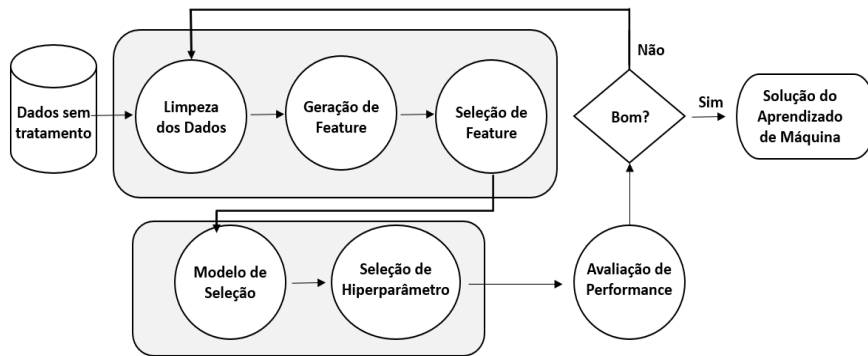 Dados sem
tratamento
Limpeza
dos Dados
Geração de
Feature
Seleção de
Feature
Modelo de
Seleção
Seleção de
Hiperparâmetro
Avaliação de
Performance
Bom?
Não
Sim
Solução do
Aprendizado
de Máquina